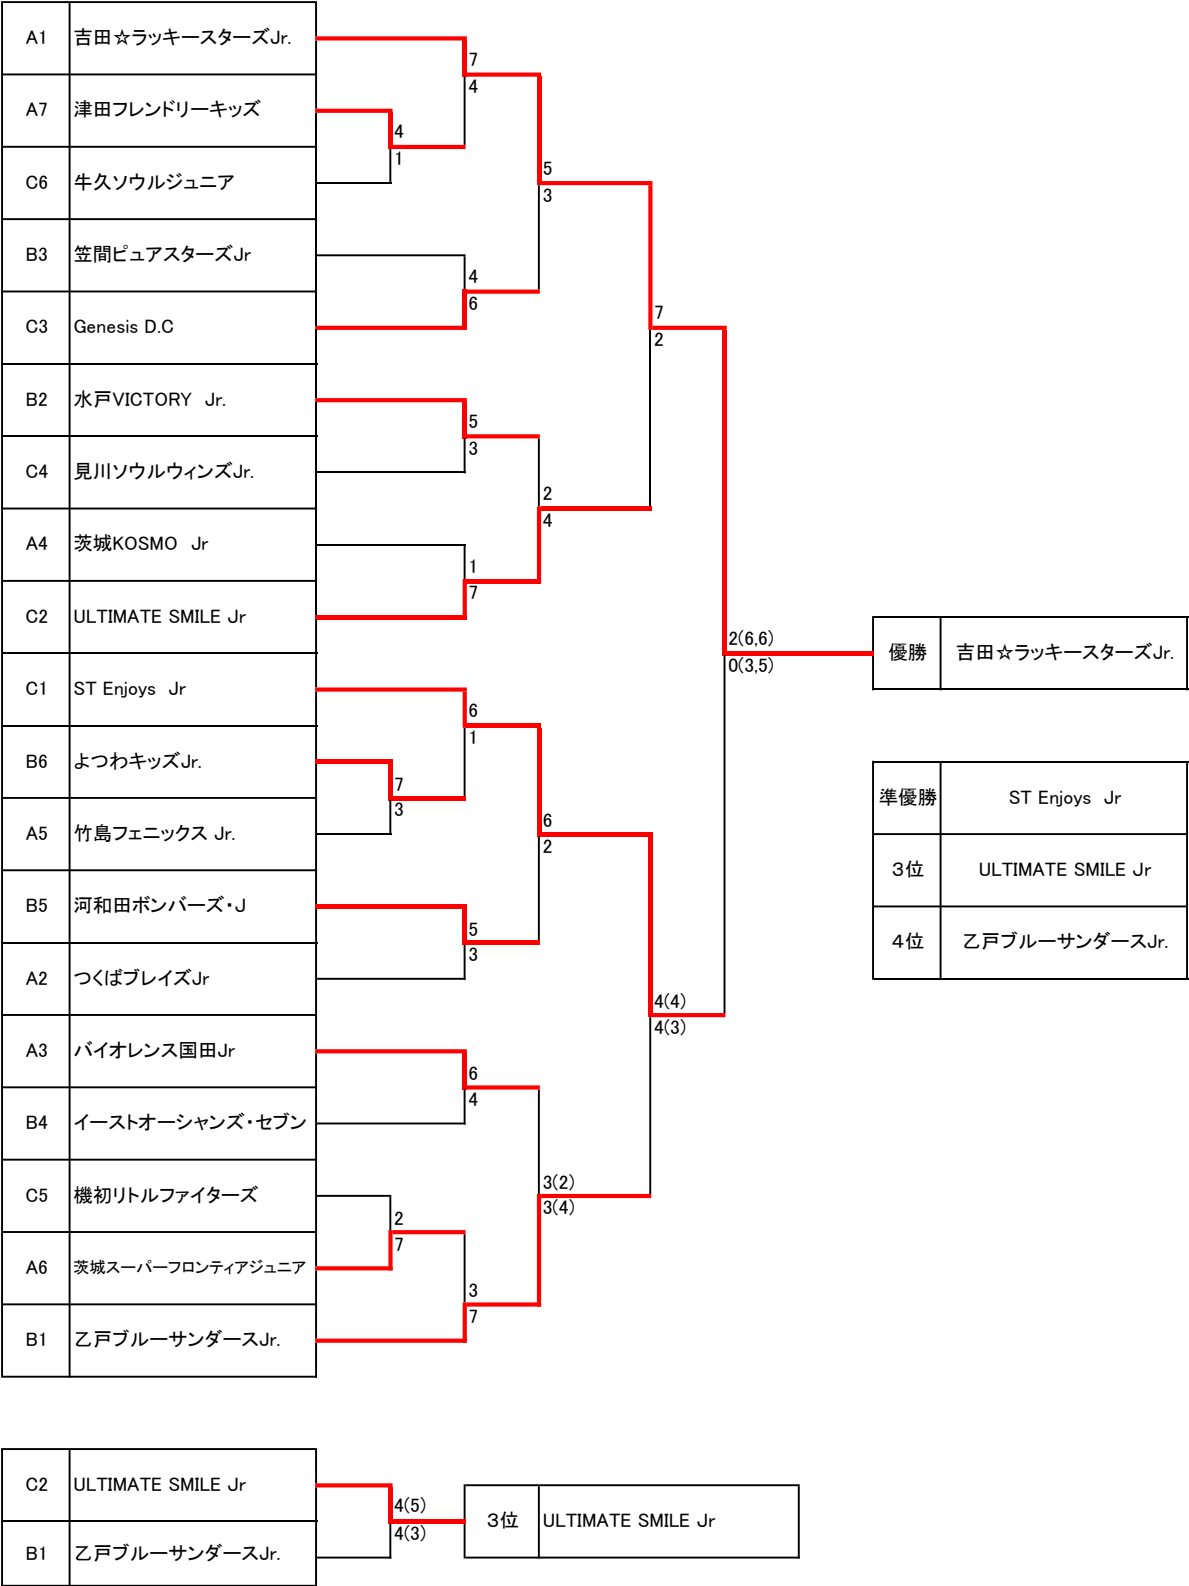 A1 吉田☆ラッキースターズJr.
7
4
A7 津田フレンドリーキッズ
4
1
C6 牛久ソウルジュニア
5
3
B3 笠間ピュアスターズJr
4
6
C3 Genesis D.C
7
2
B2 水戸VICTORY　Jr.
5
3
C4 見川ソウルウィンズJr.
2
4
A4 茨城KOSMO　Jr
1
7
C2 ULTIMATE SMILE Jr
2(6,6)
0(3,5)
優勝 吉田☆ラッキースターズJr.
C1 ST Enjoys　Jr
6
1
B6 よつわキッズJr.
7
3
準優勝 ST Enjoys　Jr
A5 竹島フェニックス Jr.
6
2
３位 ULTIMATE SMILE Jr
B5 河和田ボンバーズ・J
5
3
４位 乙戸ブルーサンダースJr.
A2 つくばブレイズJr
4(4)
4(3)
A3 バイオレンス国田Jr
6
4
B4 イーストオーシャンズ・セブン
3(2)
3(4)
C5 機初リトルファイターズ
2
7
A6 茨城スーパーフロンティアジュニア
3
7
B1 乙戸ブルーサンダースJr.
C2 ULTIMATE SMILE Jr
4(5)
4(3)
３位 ULTIMATE SMILE Jr
B1 乙戸ブルーサンダースJr.